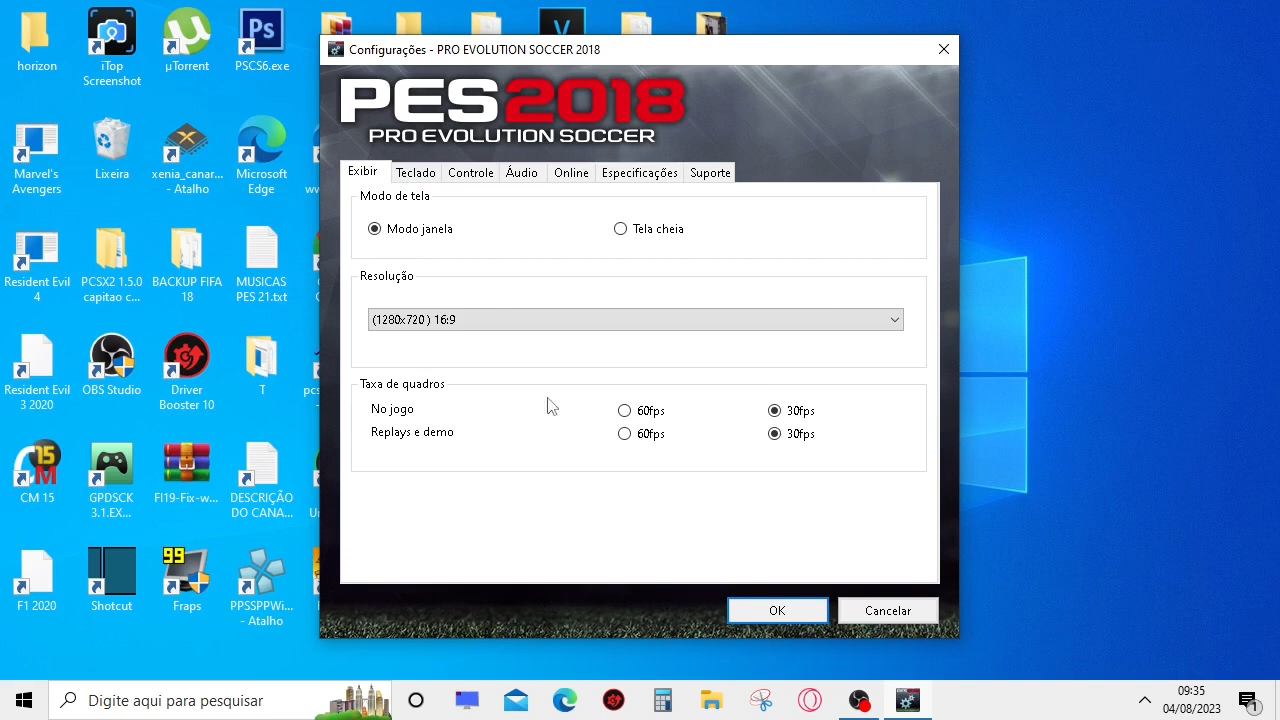 horizon
iTop
Screenshot
µTorrent
PSCS6.exe
Ps
V
Marvel's
Avengers
Lixeira
xenia_canar...
- Atalho
Microsoft
Edge
Resident Evil
4
PCSX2 1.5.0
capitao c...
BACKUP FIFA
18
MUSICAS
PES 21.txt
Resident Evil
3 2020
OBS Studio
Driver
Booster 10
T
15
M
CM 15
GPDSCK
3.1.EX...
FI19-Fix-w...
DESCRIÇÃO
DO CANA...
99
F1 2020
Shotcut
Fraps
PPSSPPWi...
- Atalho
Configurações - PRO EVOLUTION SOCCER 2018
PES2018
PRO EVOLUTION SOCCER
Exibir Teclado Controle Áudio Online Especificações Suporte
Modo de tela
Modo janela Tela cheia
Resolução
(1280x720 ) 16:9
Taxa de quadros
No jogo 60fps 30fps
Replays e demo 60fps 30fps
OK Cancelar
Digite aqui para pesquisar
09:35
04/08/2023
1